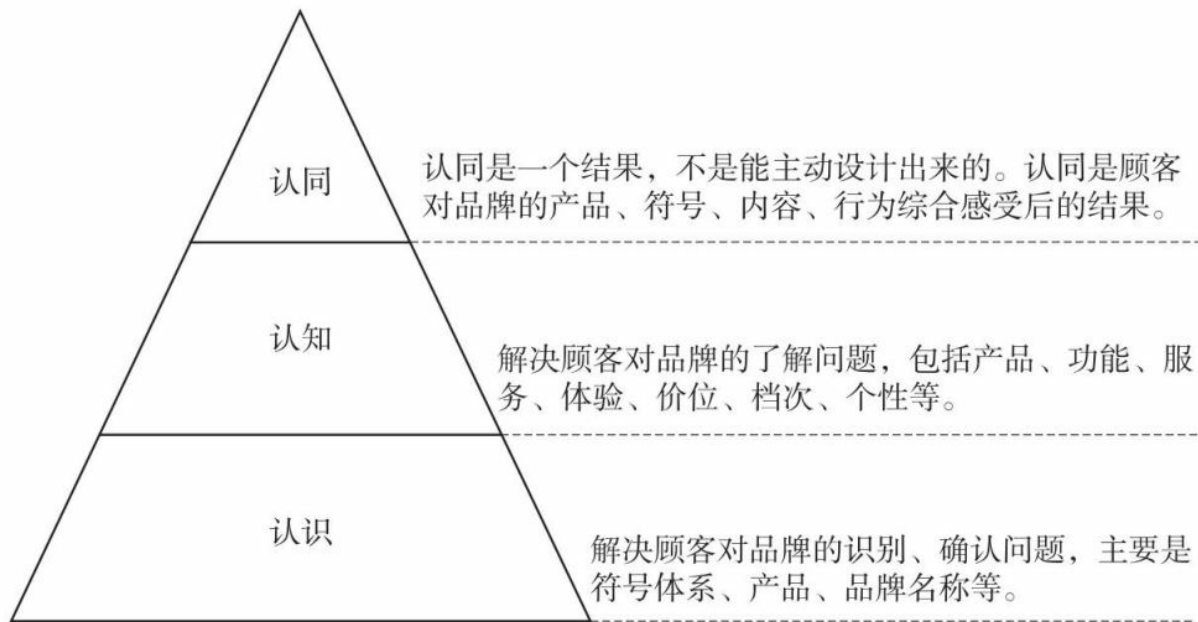 认同
认同是一个结果，不是能主动设计出来的。认同是顾客
对品牌的产品、符号、内容、行为综合感受后的结果。
认知
解决顾客对品牌的了解问题，包括产品、功能、服
务、体验、价位、档次、个性等。
认识
解决顾客对品牌的识别、确认问题，主要是
符号体系、产品、品牌名称等。